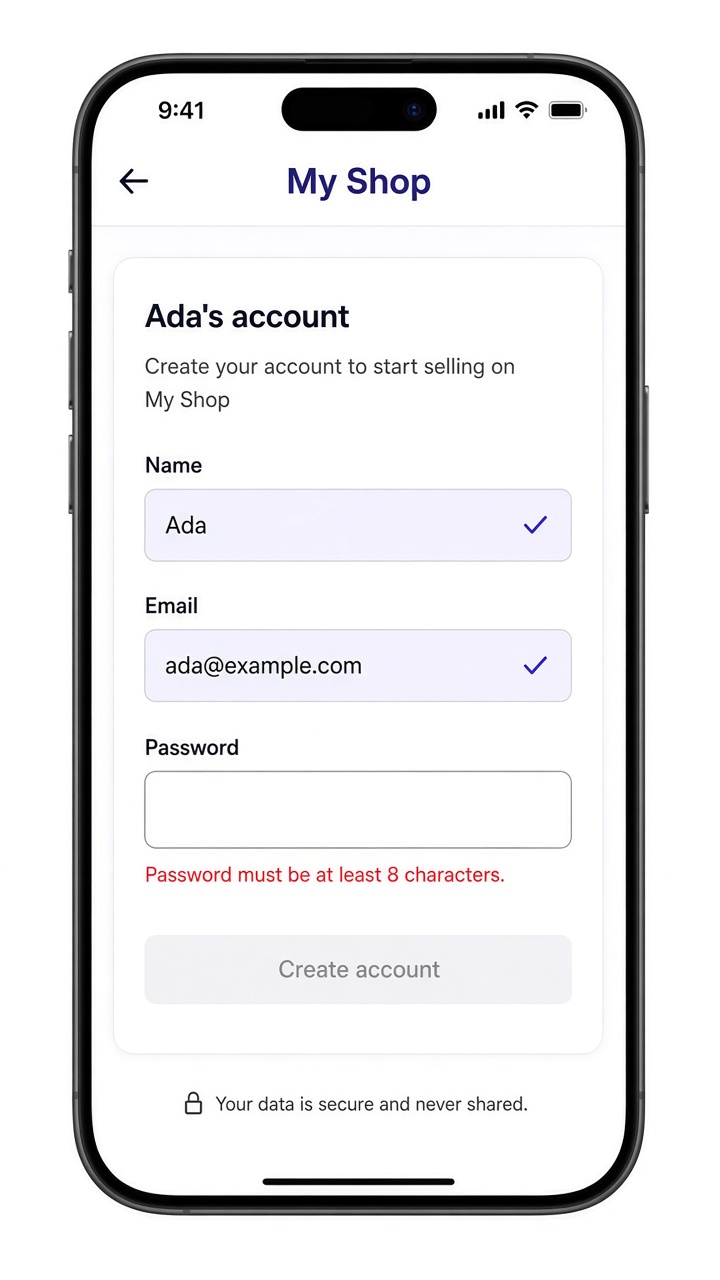 9:41
My Shop
Ada's account
Create your account to start selling on
My Shop
Name
Ada
Email
ada@example.com
Password
Password must be at least 8 characters.
Create account
Your data is secure and never shared.